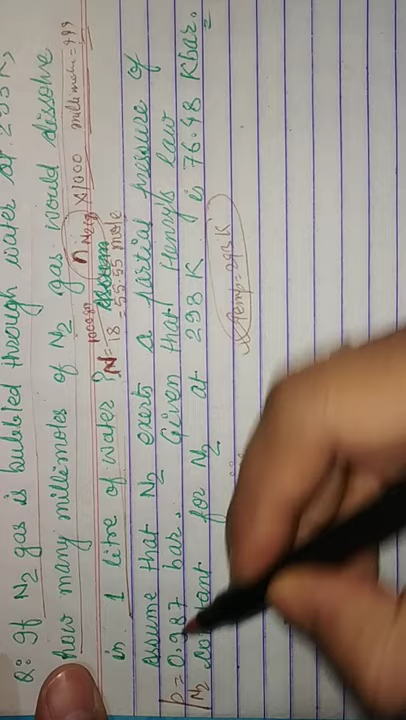 Q: If N2 gas is bubbled through water at 293 K,
how many millimoles of N2 gas would dissolve
in 1 litre of water?
nN2(g) × 1000 millimole = ???
N = 1000gm / 18 = 55.55 mole
assume that N2 exerts a partial pressure of
p = 0.987 bar. Given that Henry's law
N2 constant for N2 at 293 K is 76.48 Kbar.
Temp = 293 K